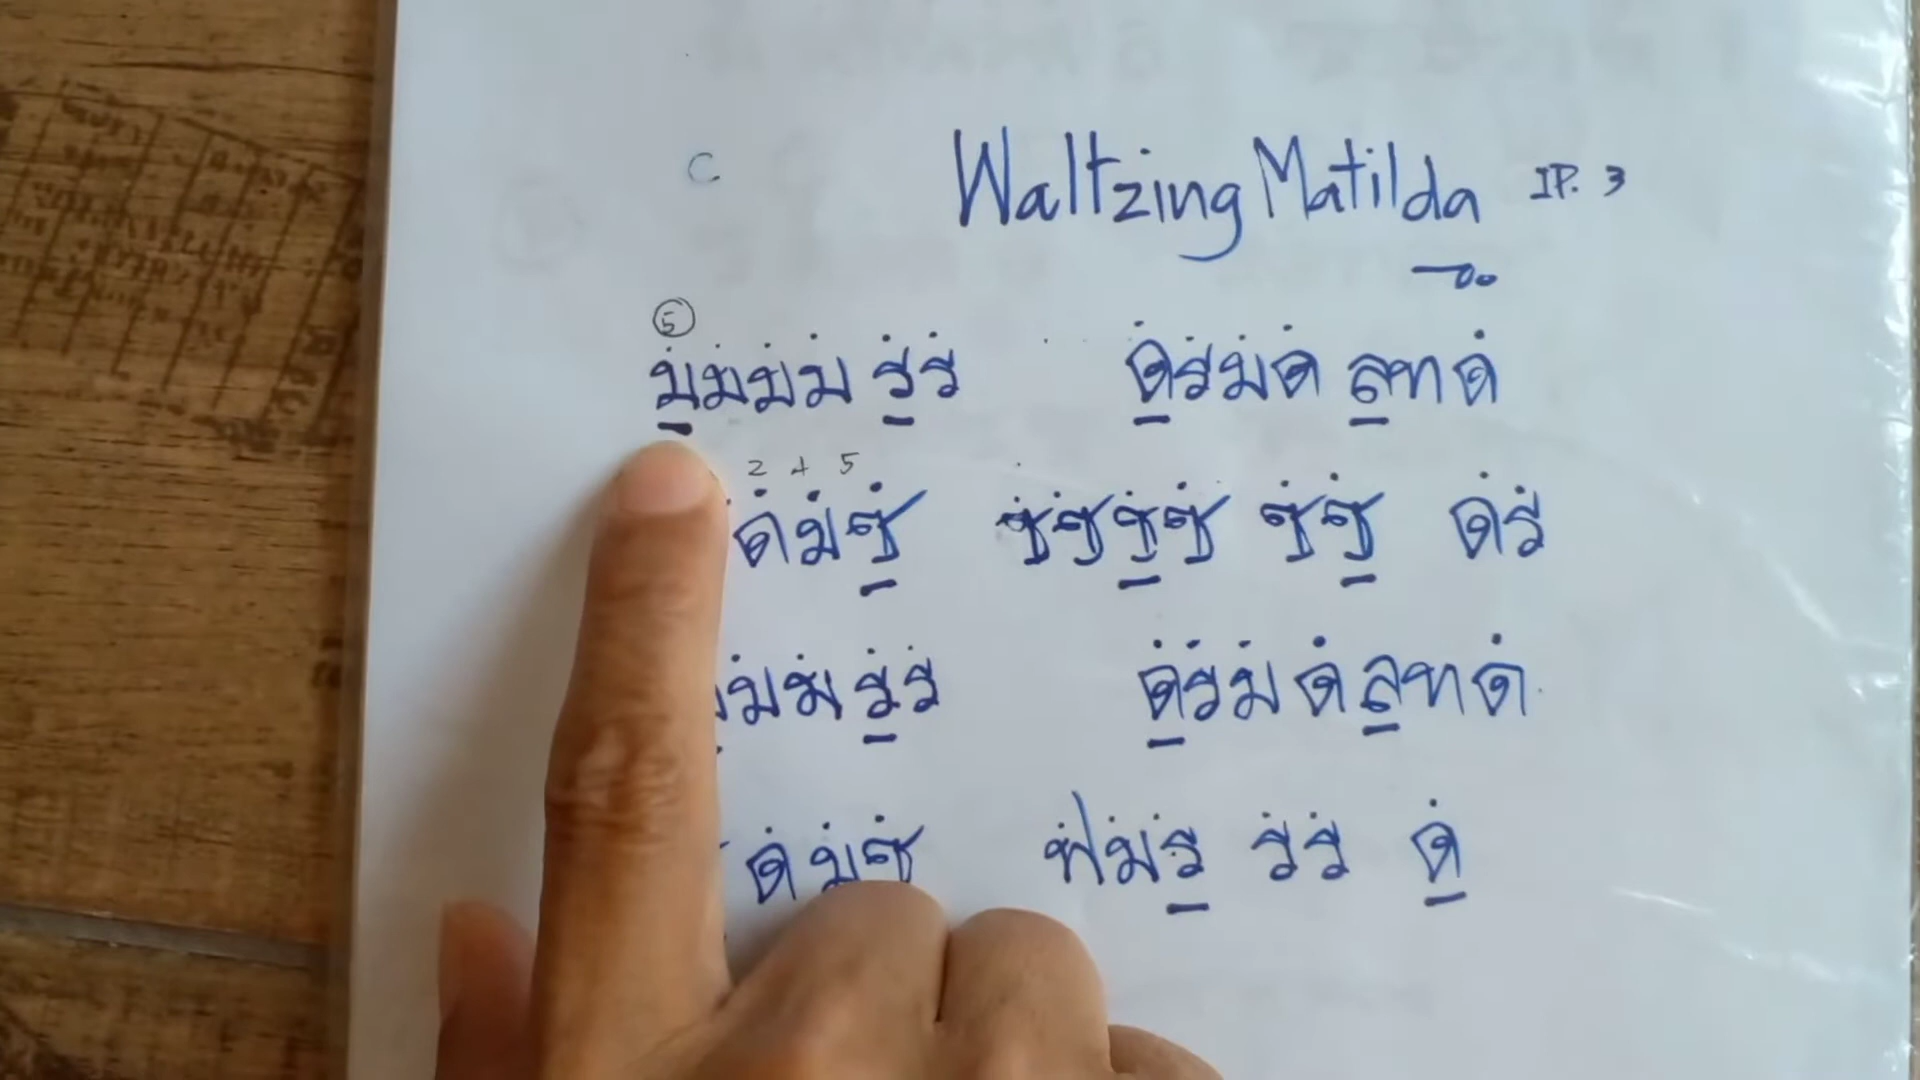 C Waltzing Matilda IP. 3
5
มํมํมํมํ รํรํ ดํรํมํดํ ลทดํ
2 4 5
ดํมํซํ ซํซํซํซํ ซํซํ ดํรํ
มํมํ รํรํ ดํรํมํดํลทดํ
ดํมํซํ ฟํมํรํ รํรํ ดํ